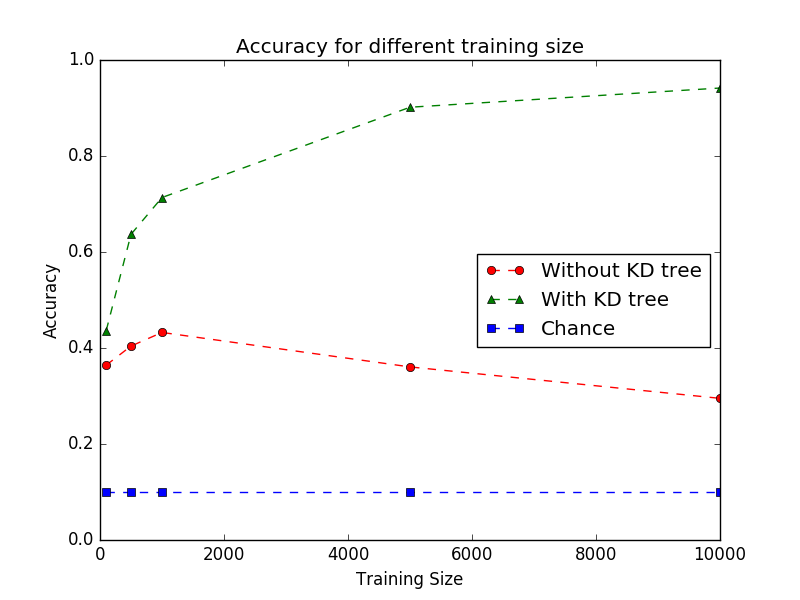 Accuracy for different training size
1.0
0.8
0.6
0.4
0.2
0.0
Accuracy
Without KD tree
With KD tree
Chance
0 2000 4000 6000 8000 10000
Training Size